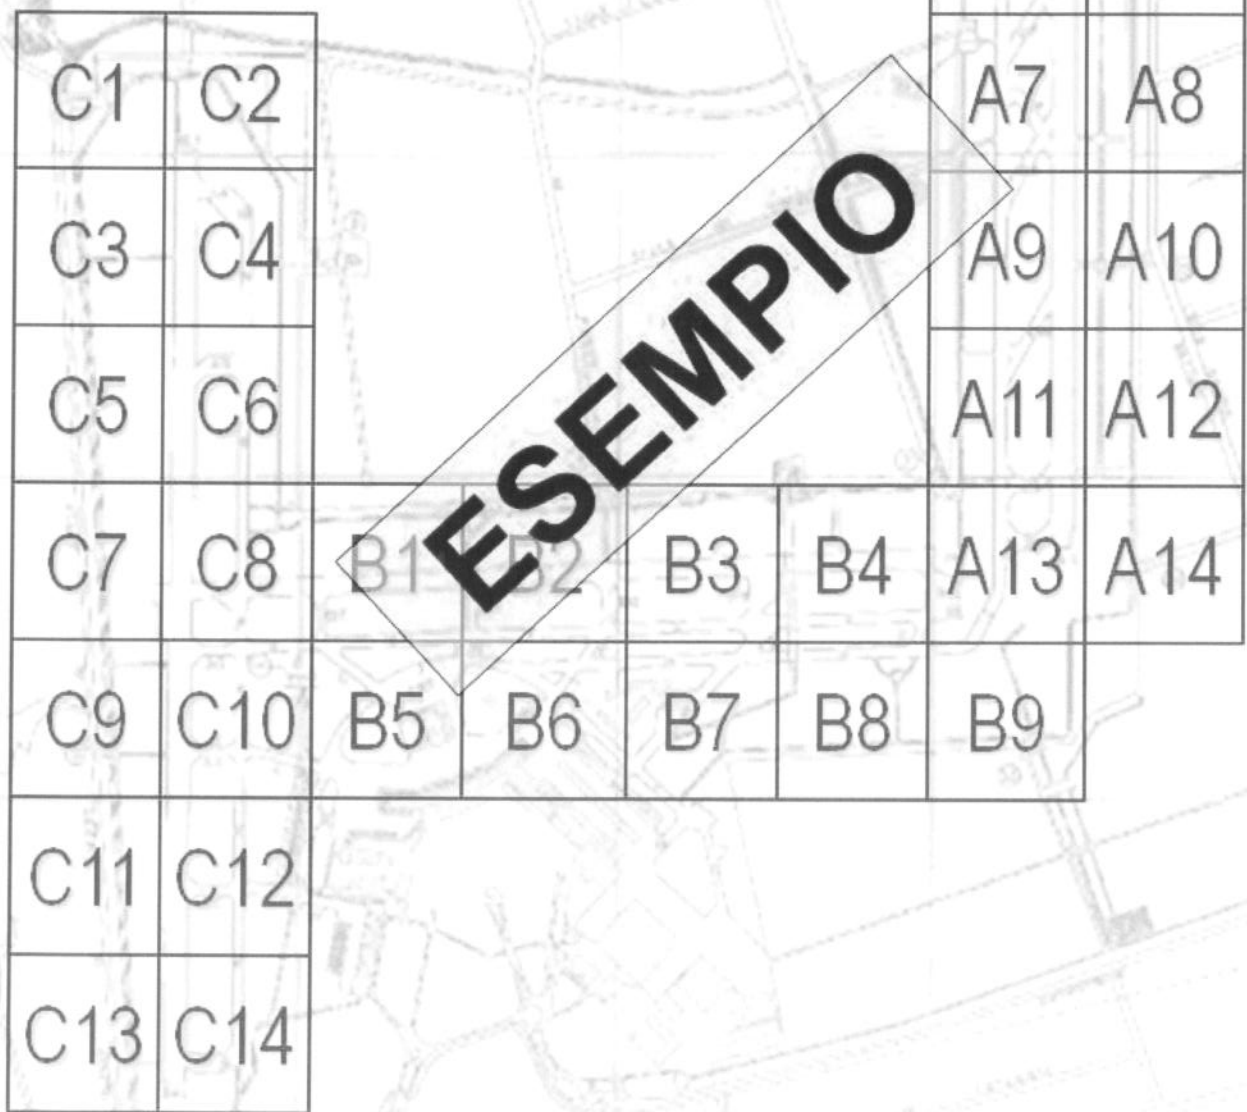 C1 C2 A7 A8
C3 C4 A9 A10
C5 C6 A11 A12
C7 C8 B1 B2 B3 B4 A13 A14
C9 C10 B5 B6 B7 B8 B9
C11 C12
C13 C14
ESEMPIO